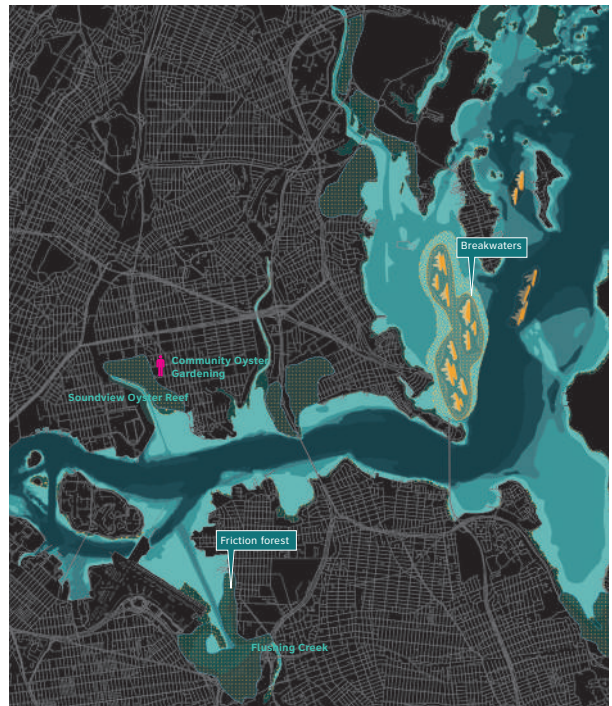 Breakwaters
Community Oyster
Gardening
Soundview Oyster Reef
Friction forest
Flushing Creek